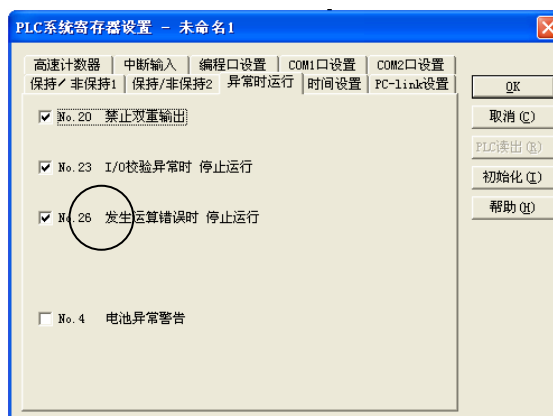 PLC系统寄存器设置 - 未命名1
高速计数器 中断输入 编程口设置 COM1口设置 COM2口设置
保持/ 非保持1 保持/非保持2 异常时运行 时间设置 PC-link设置
No.20 禁止双重输出
No.23 I/O校验异常时 停止运行
No.26 发生运算错误时 停止运行
No.4 电池异常警告
OK
取消(C)
PLC读出(R)
初始化(I)
帮助(H)